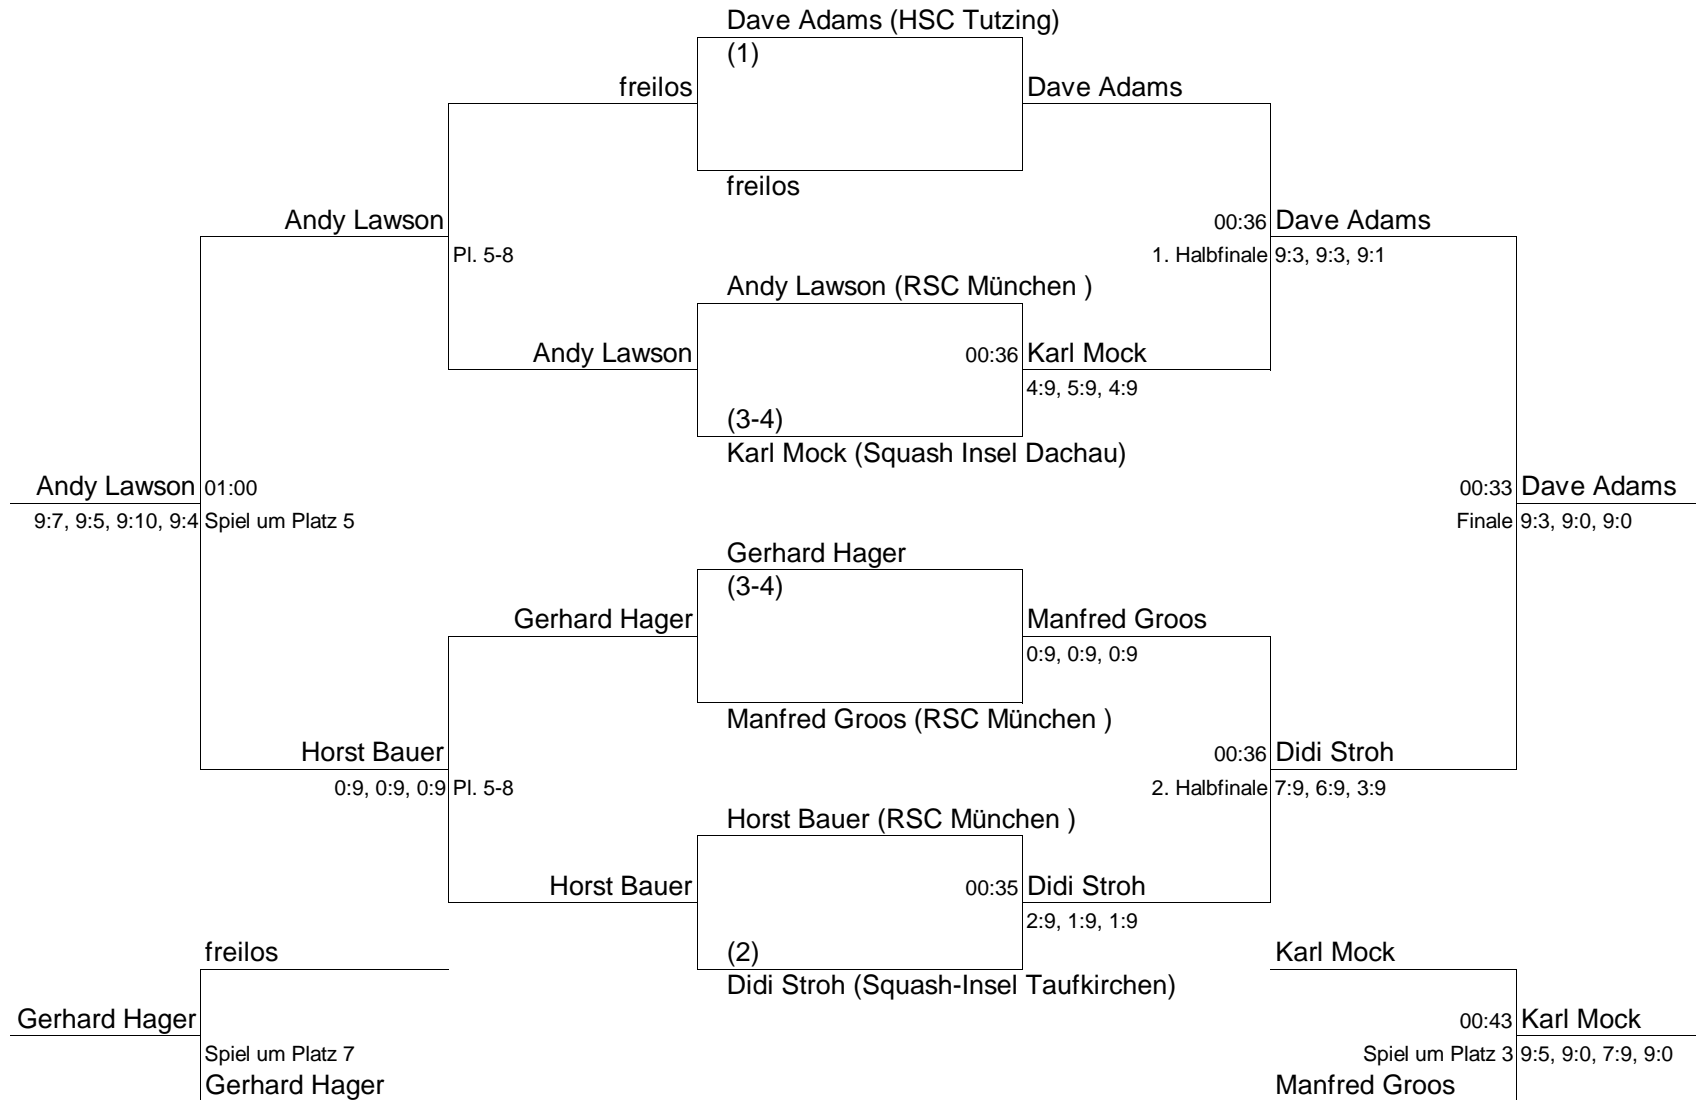 Dave Adams (HSC Tutzing)
(1)
freilos
Dave Adams
freilos
Andy Lawson
00:36 Dave Adams
Pl. 5-8
1. Halbfinale 9:3, 9:3, 9:1
Andy Lawson (RSC München )
Andy Lawson
00:36 Karl Mock
4:9, 5:9, 4:9
(3-4)
Karl Mock (Squash Insel Dachau)
Andy Lawson 01:00
00:33 Dave Adams
9:7, 9:5, 9:10, 9:4 Spiel um Platz 5
Finale 9:3, 9:0, 9:0
Gerhard Hager
(3-4)
Gerhard Hager
Manfred Groos
0:9, 0:9, 0:9
Manfred Groos (RSC München )
Horst Bauer
00:36 Didi Stroh
0:9, 0:9, 0:9 Pl. 5-8
2. Halbfinale 7:9, 6:9, 3:9
Horst Bauer (RSC München )
Horst Bauer
00:35 Didi Stroh
2:9, 1:9, 1:9
freilos
(2)
Karl Mock
Didi Stroh (Squash-Insel Taufkirchen)
Gerhard Hager
00:43 Karl Mock
Spiel um Platz 7
Spiel um Platz 3 9:5, 9:0, 7:9, 9:0
Gerhard Hager
Manfred Groos